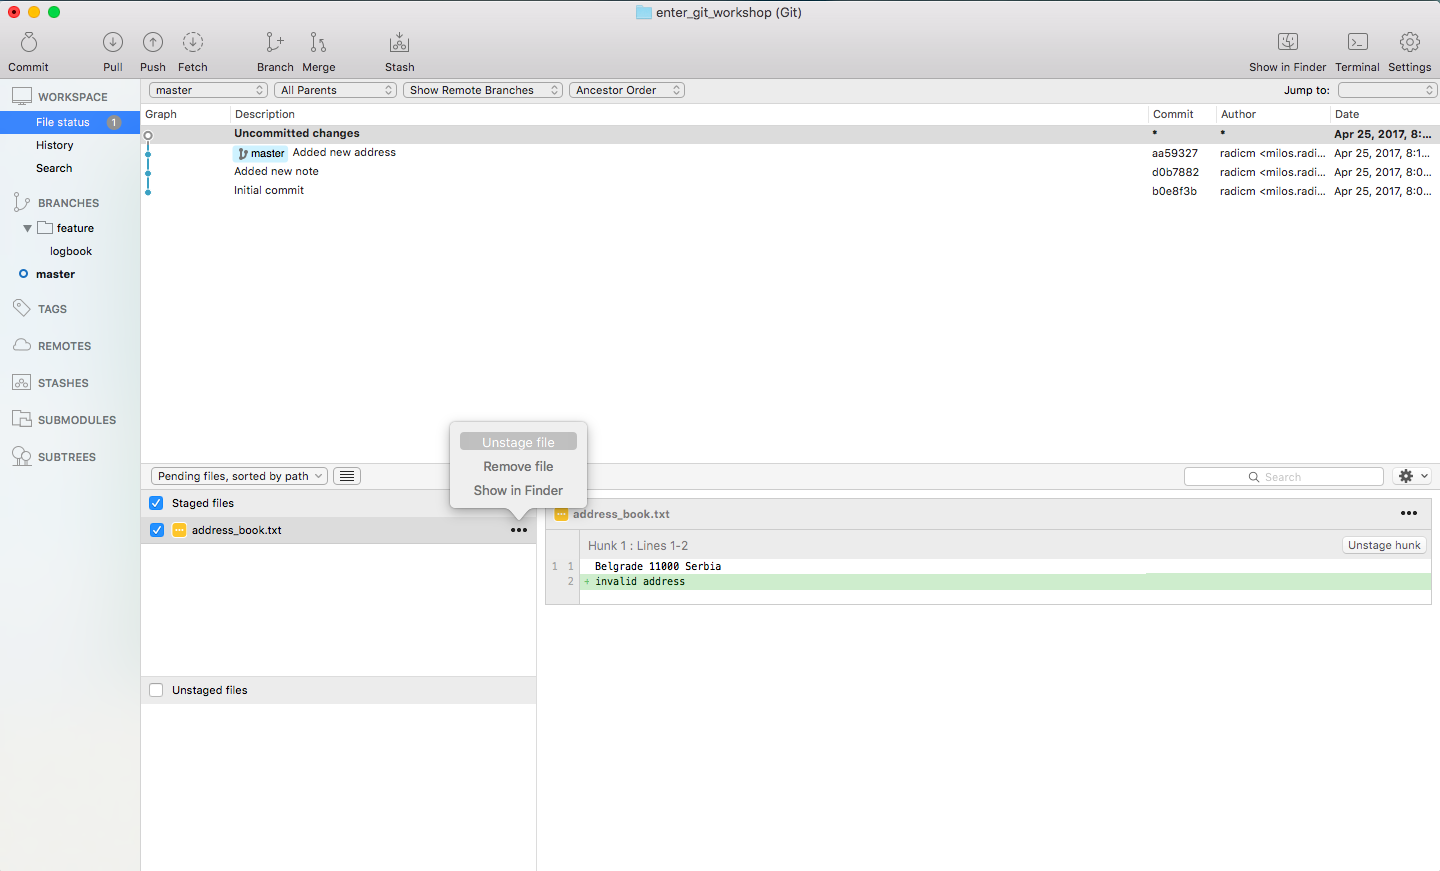 enter_git_workshop (Git)
Commit Pull Push Fetch Branch Merge Stash Show in Finder Terminal Settings
WORKSPACE
File status 1
History
Search
BRANCHES
feature
logbook
master
TAGS
REMOTES
STASHES
SUBMODULES
SUBTREES
master All Parents Show Remote Branches Ancestor Order Jump to:
Graph Description Commit Author Date
Uncommitted changes * * Apr 25, 2017, 8:...
master Added new address aa59327 radicm <milos.radi... Apr 25, 2017, 8:1...
Added new note d0b7882 radicm <milos.radi... Apr 25, 2017, 8:0...
Initial commit b0e8f3b radicm <milos.radi... Apr 25, 2017, 8:0...
Unstage file
Remove file
Show in Finder
Pending files, sorted by path Search
Staged files
address_book.txt
Unstaged files
address_book.txt
Hunk 1 : Lines 1-2 Unstage hunk
1 1 Belgrade 11000 Serbia
2 + invalid address